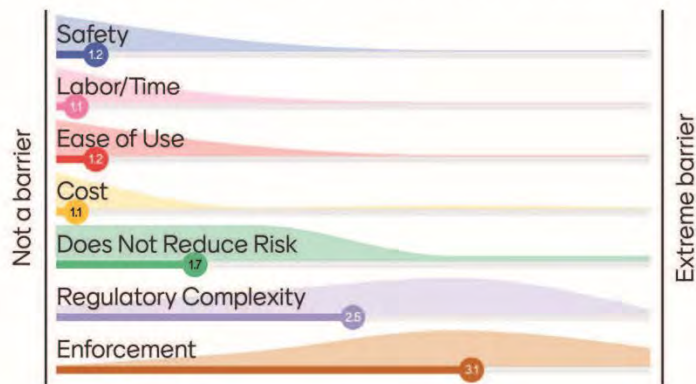 Not a barrier
Safety
1.2
Labor/Time
1.1
Ease of Use
1.2
Cost
1.1
Does Not Reduce Risk
1.7
Regulatory Complexity
2.5
Enforcement
3.1
Extreme barrier